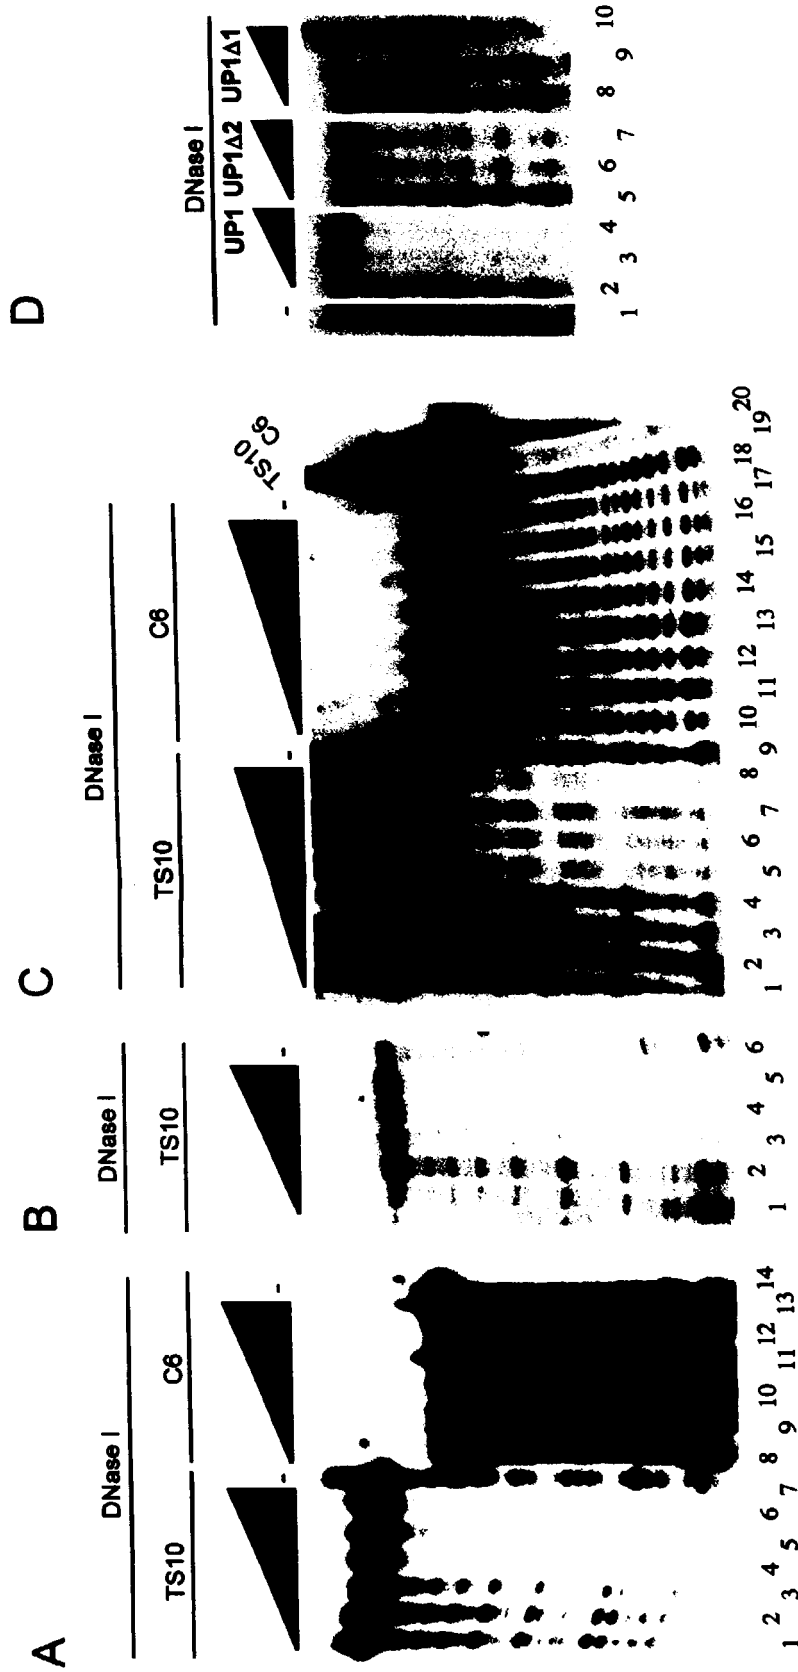 A
DNase I
TS10 C6
- -
1 2 3 4 5 6 7 8 9 10 11 12 13 14
B
DNase I
TS10
-
1 2 3 4 5 6
C
DNase I
TS10 C6
- - TS10 C6
1 2 3 4 5 6 7 8 9 10 11 12 13 14 15 16 17 18 19 20
D
DNase I
- UP1 UP1Δ2 UP1Δ1
1 2 3 4 5 6 7 8 9 10